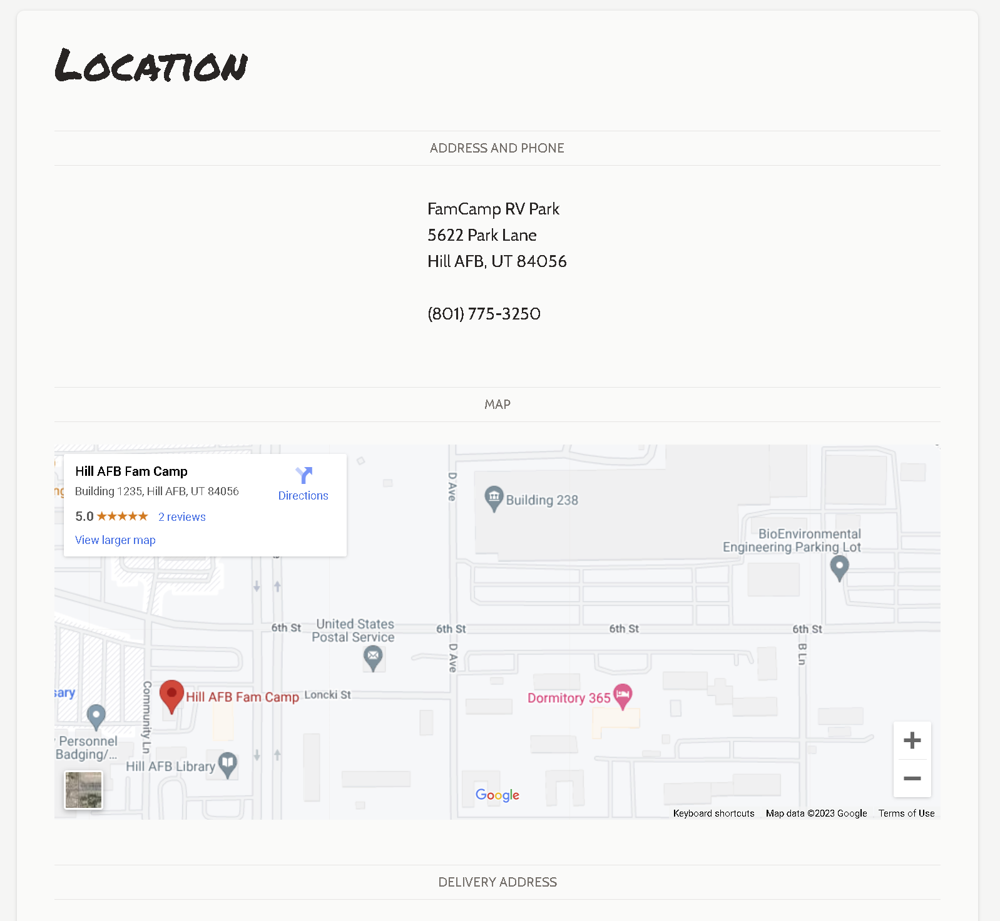 Location
ADDRESS AND PHONE
FamCamp RV Park
5622 Park Lane
Hill AFB, UT 84056
(801) 775-3250
MAP
Hill AFB Fam Camp
Building 1235, Hill AFB, UT 84056
Directions
5.0 ★★★★★ 2 reviews
View larger map
D Ave
Building 238
BioEnvironmental
Engineering Parking Lot
6th St
United States
Postal Service
6th St
6th St
6th St
D Ave
B Ln
Community Ln
Hill AFB Fam Camp
Loncki St
Dormitory 365
Personnel
Badging/...
Hill AFB Library
Google
Keyboard shortcuts
Map data ©2023 Google
Terms of Use
DELIVERY ADDRESS